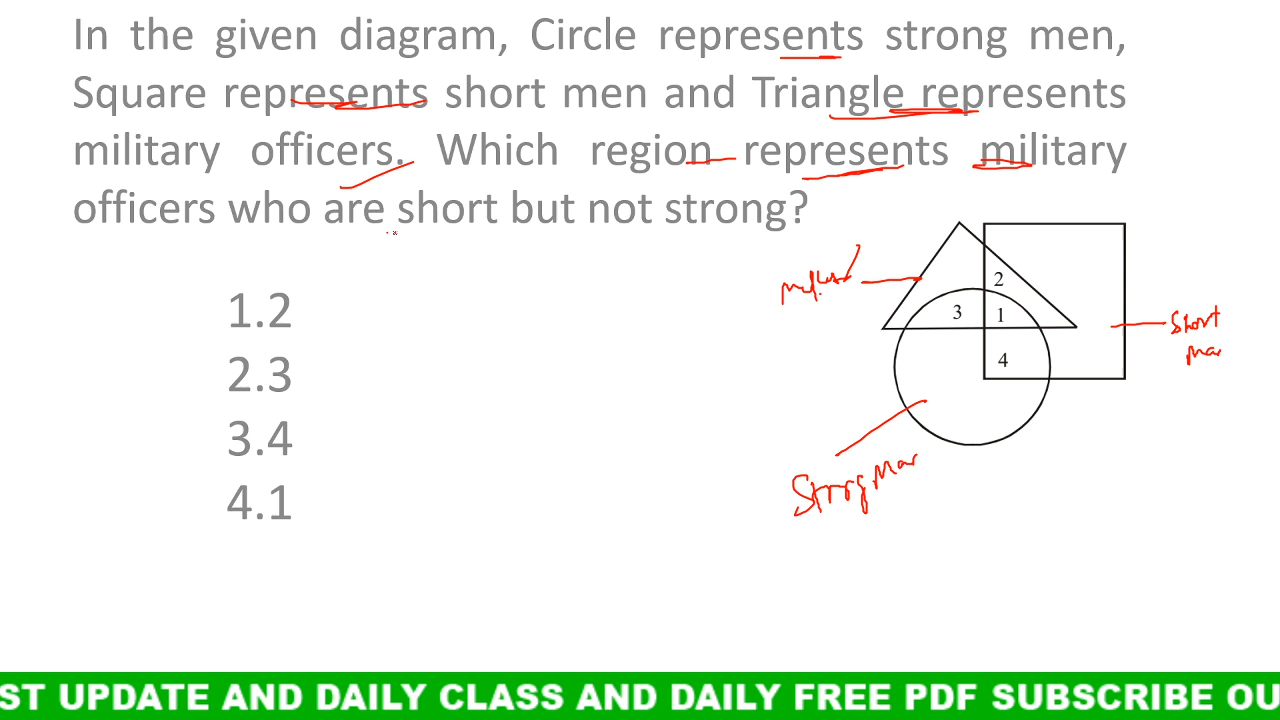 In the given diagram, Circle represents strong men,
Square represents short men and Triangle represents
military officers. Which region represents military
officers who are short but not strong?
1.2
2.3
3.4
4.1
2
3
1
4
Short
Strong
ST UPDATE AND DAILY CLASS AND DAILY FREE PDF SUBSCRIBE OU